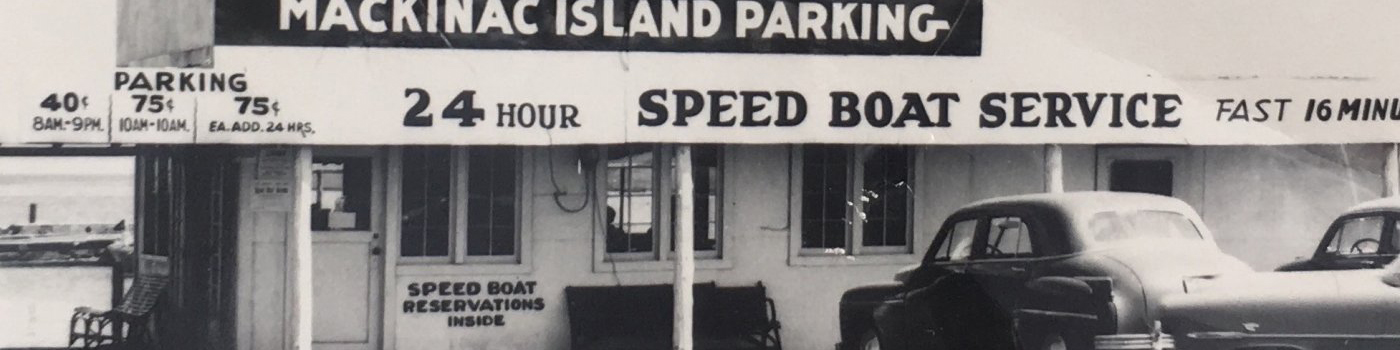 MACKINAC ISLAND PARKING
PARKING
40¢ 75¢ 75¢
8AM.-9PM. 10AM-10AM. EA. ADD. 24 HRS.
24 HOUR SPEED BOAT SERVICE FAST 16
SPEED BOAT
RESERVATIONS
INSIDE